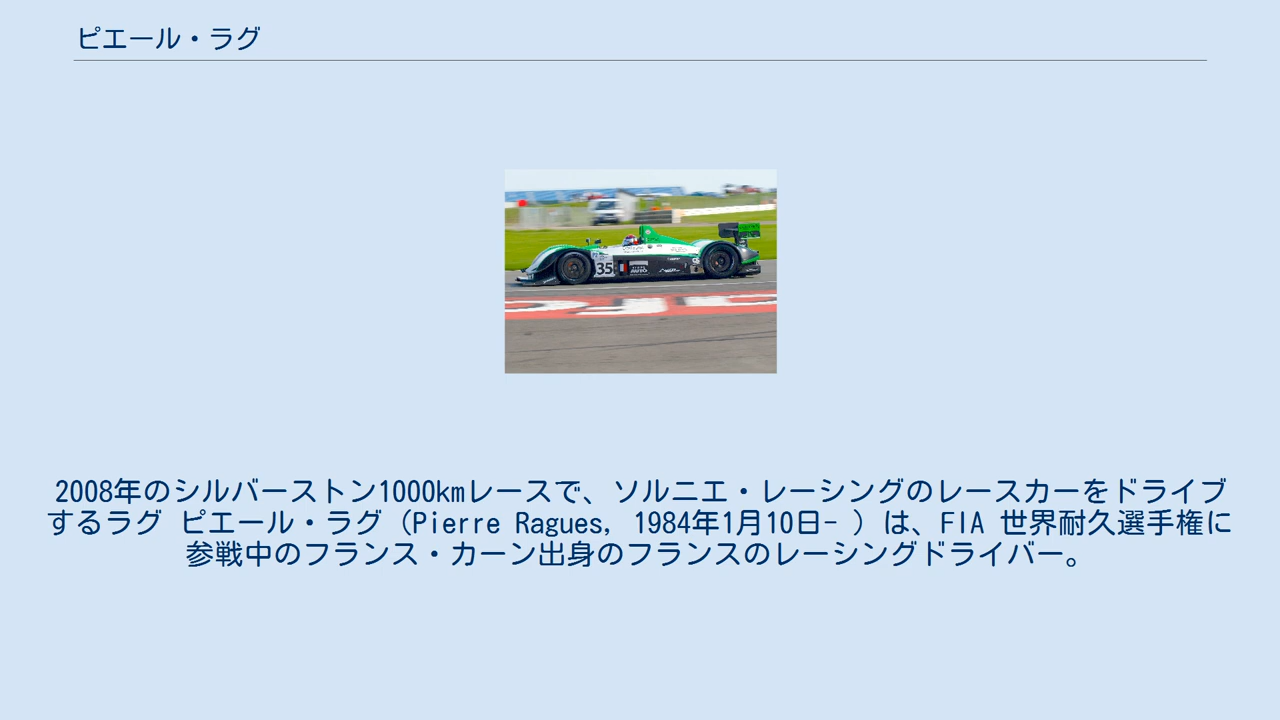 ピエール・ラグ
35
2008年のシルバーストン1000kmレースで、ソルニエ・レーシングのレースカーをドライブ
するラグ ピエール・ラグ（Pierre Ragues, 1984年1月10日- ）は、FIA 世界耐久選手権に
参戦中のフランス・カーン出身のフランスのレーシングドライバー。